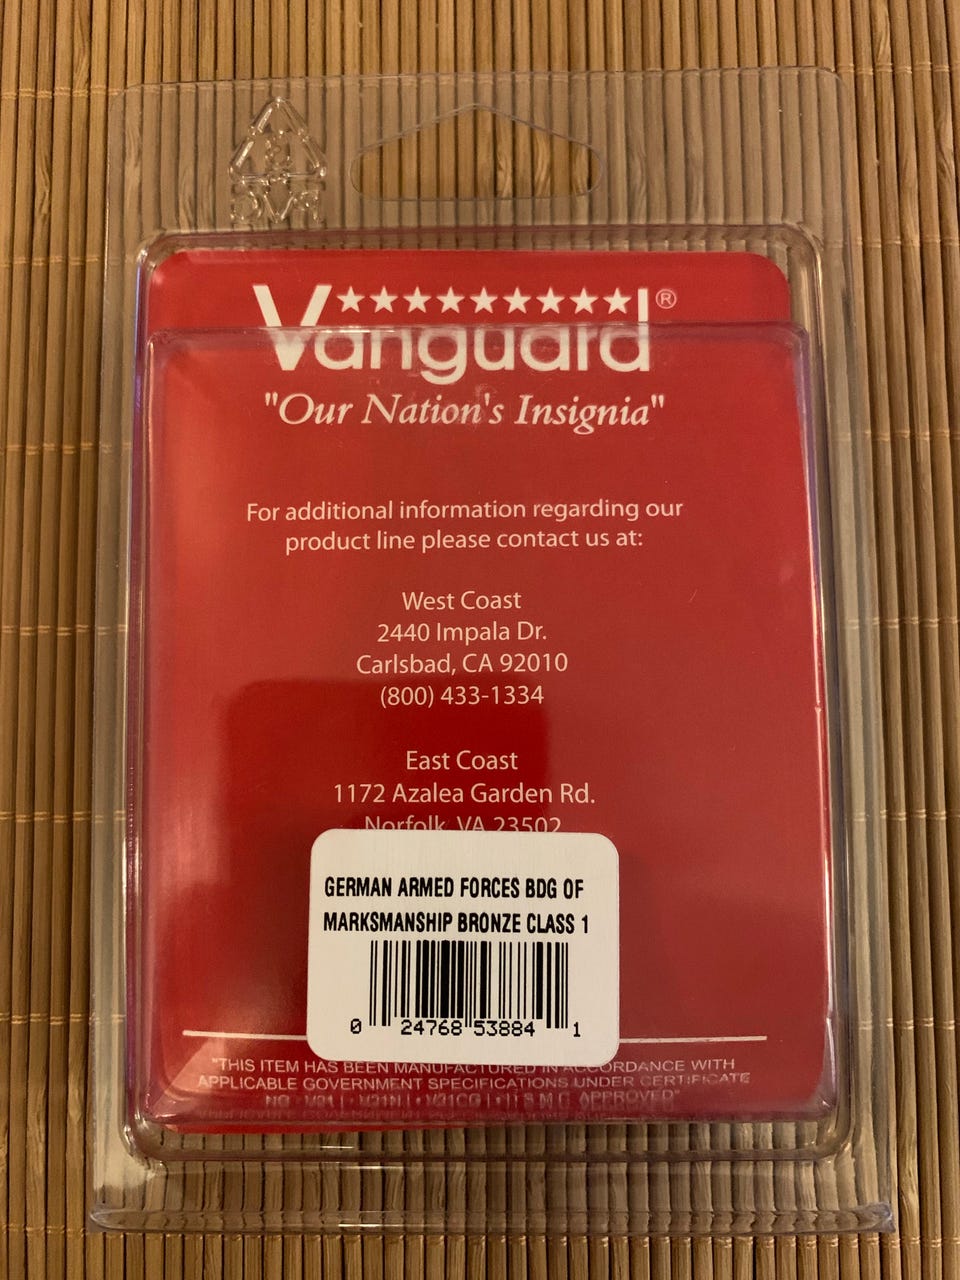 Vanguard®
"Our Nation's Insignia"
For additional information regarding our
product line please contact us at:
West Coast
2440 Impala Dr.
Carlsbad, CA 92010
(800) 433-1334
East Coast
1172 Azalea Garden Rd.
Norfolk, VA 23502
GERMAN ARMED FORCES BDG OF
MARKSMANSHIP BRONZE CLASS 1
0 24768 53884 1
"THIS ITEM HAS BEEN MANUFACTURED IN ACCORDANCE WITH
APPLICABLE GOVERNMENT SPECIFICATIONS UNDER CERTIFICATE
APPROVED"